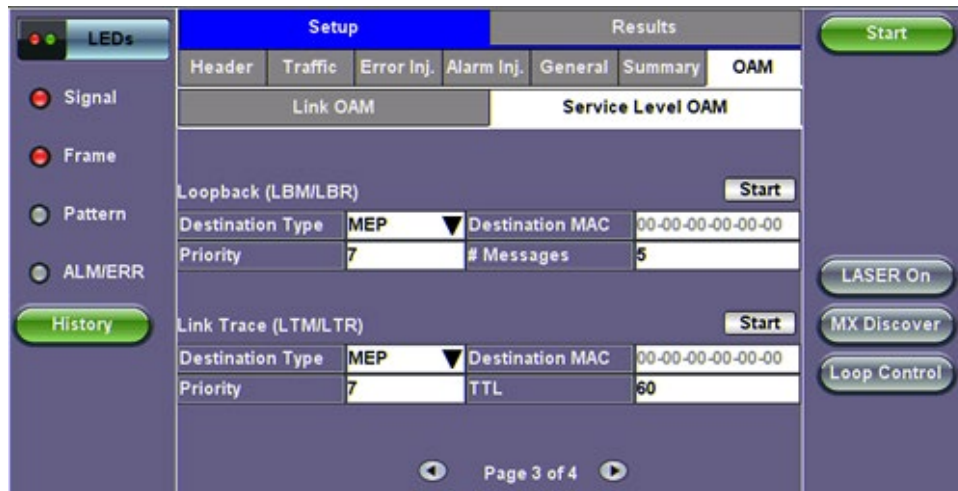 LEDs
Setup
Results
Start
Header
Traffic
Error Inj.
Alarm Inj.
General
Summary
OAM
Signal
Link OAM
Service Level OAM
Frame
Loopback (LBM/LBR)
Start
Pattern
Destination Type
MEP
Destination MAC
00-00-00-00-00-00
Priority
7
# Messages
5
ALM/ERR
LASER On
History
Link Trace (LTM/LTR)
Start
MX Discover
Destination Type
MEP
Destination MAC
00-00-00-00-00-00
Loop Control
Priority
7
TTL
60
Page 3 of 4